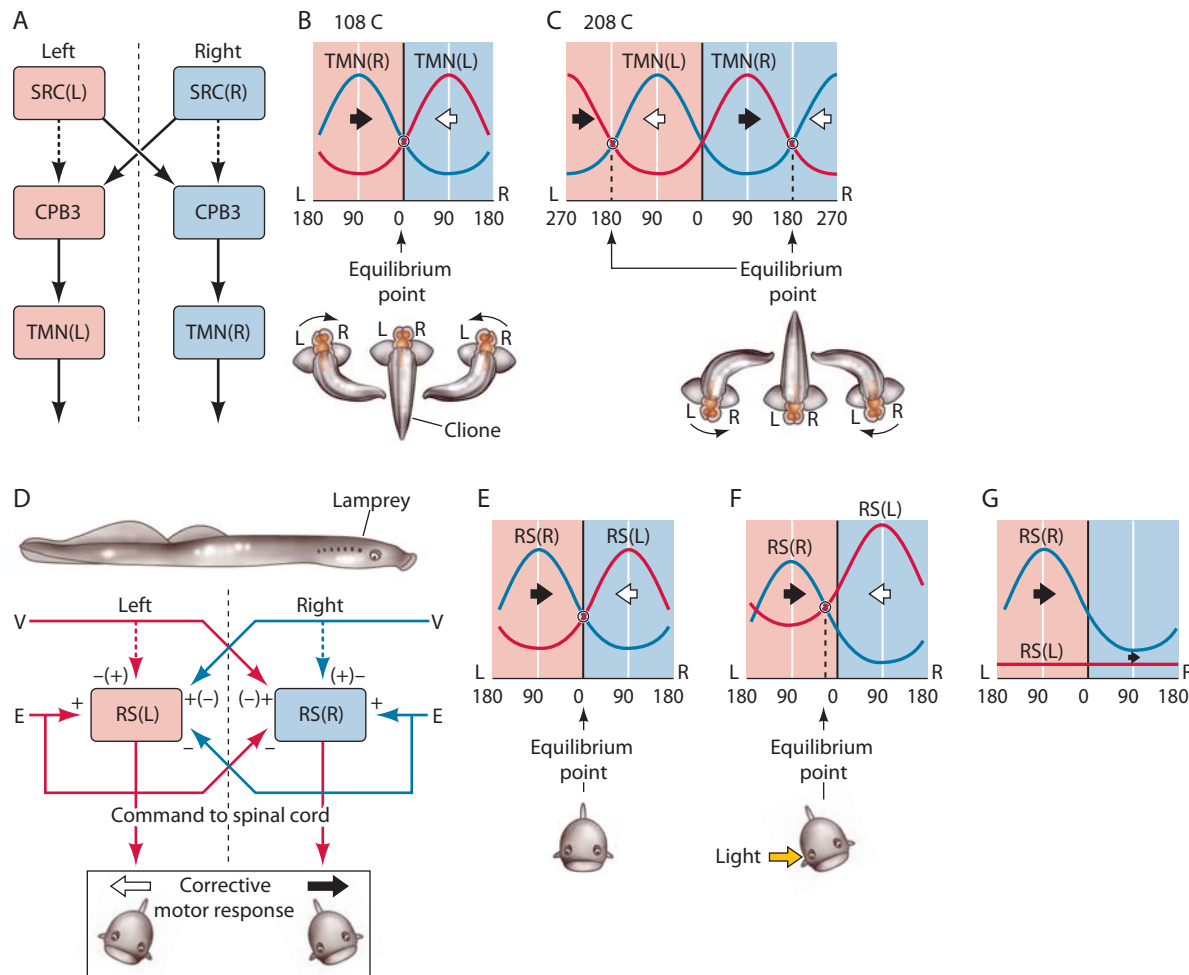 A
Left
Right
SRC(L)
SRC(R)
CPB3
CPB3
TMN(L)
TMN(R)
B 108 C
TMN(R) TMN(L)
L R
180 90 0 90 180
Equilibrium
point
L R L R L R
Clione
C 208 C
TMN(L) TMN(R)
L R
270 180 90 0 90 180 270
Equilibrium
point
L R L R L R
D
Lamprey
Left Right
V V
–(+) (+)–
+ +(–) (–)+ +
E RS(L) RS(R) E
– –
Command to spinal cord
Corrective
motor response
E
RS(R) RS(L)
L R
180 90 0 90 180
Equilibrium
point
F
RS(L)
RS(R)
L R
180 90 0 90 180
Equilibrium
point
Light
G
RS(R)
RS(L)
L R
180 90 0 90 180